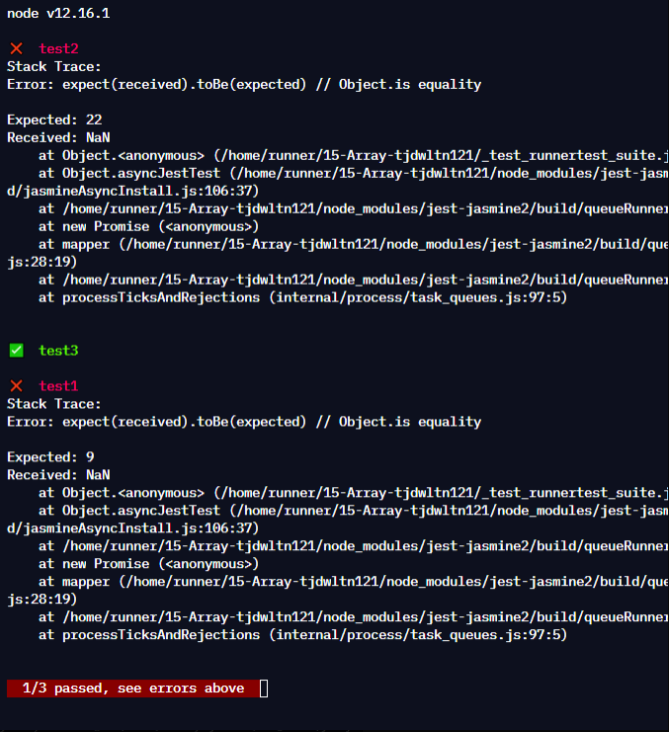 node v12.16.1
❌ test2
Stack Trace:
Error: expect(received).toBe(expected) // Object.is equality
Expected: 22
Received: NaN
at Object.<anonymous> (/home/runner/15-Array-tjdwltn121/_test_runnertest_suite.j
at Object.asyncJestTest (/home/runner/15-Array-tjdwltn121/node_modules/jest-jasm
d/jasmineAsyncInstall.js:106:37)
at /home/runner/15-Array-tjdwltn121/node_modules/jest-jasmine2/build/queueRunner
at new Promise (<anonymous>)
at mapper (/home/runner/15-Array-tjdwltn121/node_modules/jest-jasmine2/build/que
js:28:19)
at /home/runner/15-Array-tjdwltn121/node_modules/jest-jasmine2/build/queueRunner
at processTicksAndRejections (internal/process/task_queues.js:97:5)
✅ test3
❌ test1
Stack Trace:
Error: expect(received).toBe(expected) // Object.is equality
Expected: 9
Received: NaN
at Object.<anonymous> (/home/runner/15-Array-tjdwltn121/_test_runnertest_suite.j
at Object.asyncJestTest (/home/runner/15-Array-tjdwltn121/node_modules/jest-jasm
d/jasmineAsyncInstall.js:106:37)
at /home/runner/15-Array-tjdwltn121/node_modules/jest-jasmine2/build/queueRunner
at new Promise (<anonymous>)
at mapper (/home/runner/15-Array-tjdwltn121/node_modules/jest-jasmine2/build/que
js:28:19)
at /home/runner/15-Array-tjdwltn121/node_modules/jest-jasmine2/build/queueRunner
at processTicksAndRejections (internal/process/task_queues.js:97:5)
1/3 passed, see errors above